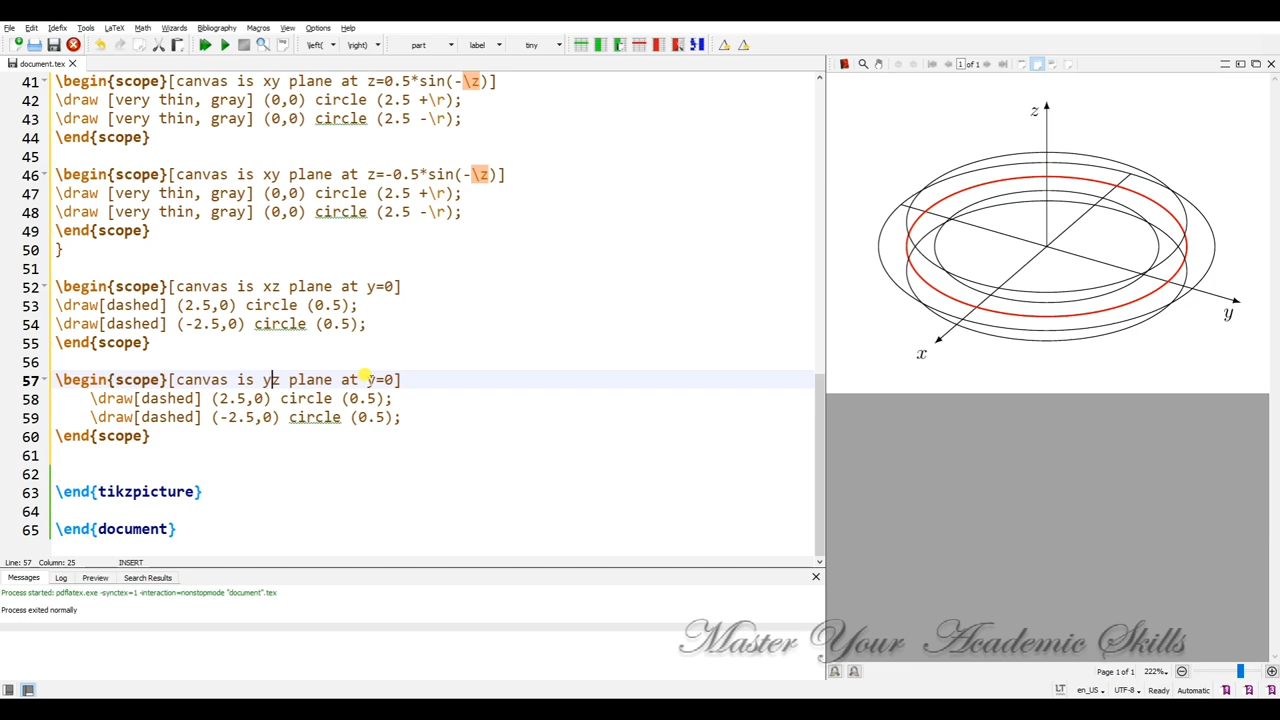 File Edit Idefix Tools LaTeX Math Wizards Bibliography Macros View Options Help
\left( \right) part label tiny
document.tex
1 of 1
41 \begin{scope}[canvas is xy plane at z=0.5*sin(-\z)]
42 \draw [very thin, gray] (0,0) circle (2.5 +\r);
43 \draw [very thin, gray] (0,0) circle (2.5 -\r);
44 \end{scope}
45
46 \begin{scope}[canvas is xy plane at z=-0.5*sin(-\z)]
47 \draw [very thin, gray] (0,0) circle (2.5 +\r);
48 \draw [very thin, gray] (0,0) circle (2.5 -\r);
49 \end{scope}
50 }
51
52 \begin{scope}[canvas is xz plane at y=0]
53 \draw[dashed] (2.5,0) circle (0.5);
54 \draw[dashed] (-2.5,0) circle (0.5);
55 \end{scope}
56
57 \begin{scope}[canvas is yz plane at y=0]
58 \draw[dashed] (2.5,0) circle (0.5);
59 \draw[dashed] (-2.5,0) circle (0.5);
60 \end{scope}
61
62
63 \end{tikzpicture}
64
65 \end{document}
z
y
x
Line: 57 Column: 25 INSERT
Messages Log Preview Search Results
Process started: pdflatex.exe -synctex=1 -interaction=nonstopmode "document".tex
Process exited normally
Master Your Academic Skills
Page 1 of 1 222%
LT en_US UTF-8 Ready Automatic 1 2 3